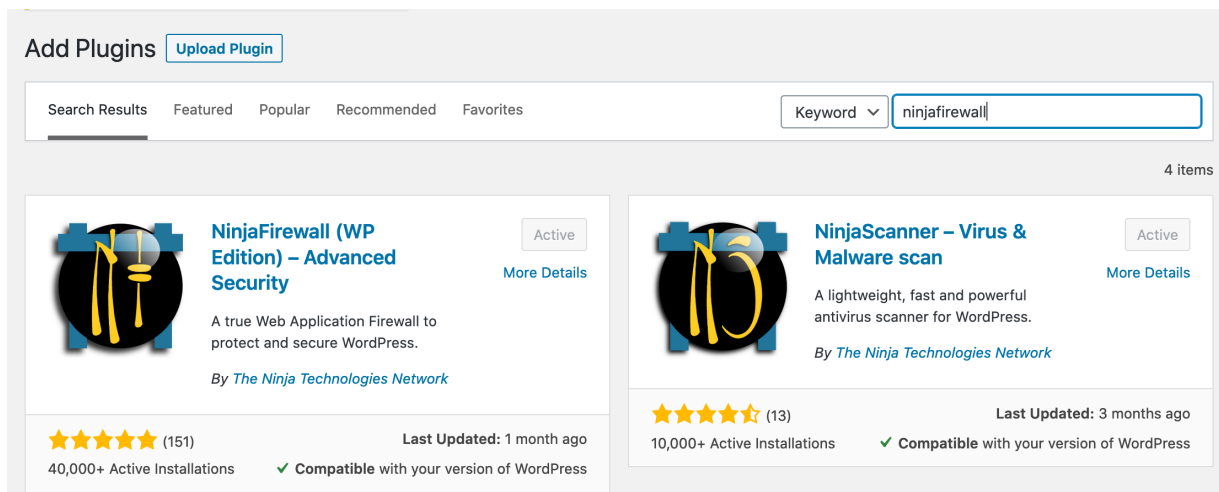 Add Plugins Upload Plugin
Search Results Featured Popular Recommended Favorites Keyword ninjafirewall
4 items
NinjaFirewall (WP
Edition) – Advanced
Security
Active
More Details
A true Web Application Firewall to
protect and secure WordPress.
By The Ninja Technologies Network
(151)
Last Updated: 1 month ago
40,000+ Active Installations
Compatible with your version of WordPress
NinjaScanner – Virus &
Malware scan
Active
More Details
A lightweight, fast and powerful
antivirus scanner for WordPress.
By The Ninja Technologies Network
(13)
Last Updated: 3 months ago
10,000+ Active Installations
Compatible with your version of WordPress